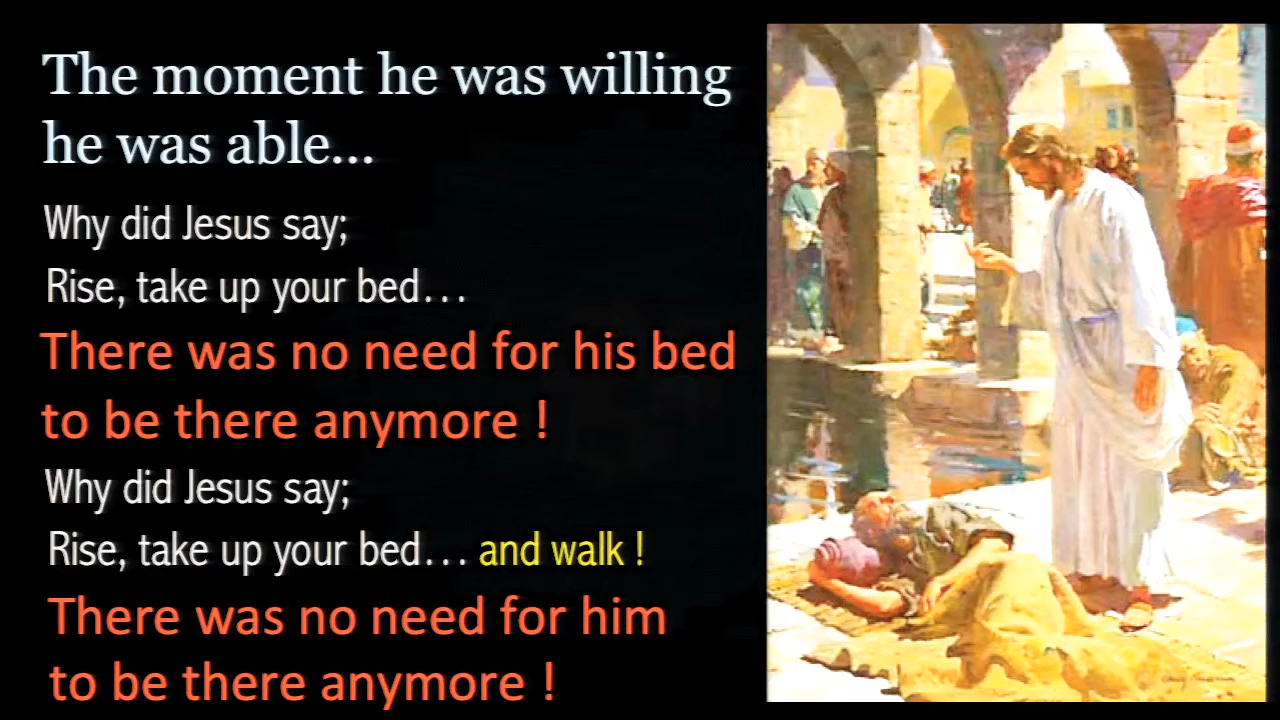 The moment he was willing
he was able...
Why did Jesus say;
Rise, take up your bed...
There was no need for his bed
to be there anymore !
Why did Jesus say;
Rise, take up your bed... and walk !
There was no need for him
to be there anymore !